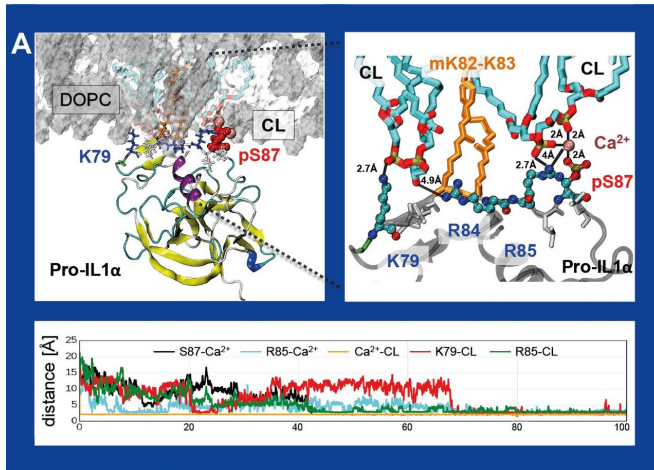 A
DOPC
CL
K79
pS87
Pro-IL1α
CL
mK82-K83
CL
2Å
2Å
Ca²⁺
2.7Å
4Å
2Å
2.7Å
4.9Å
pS87
R84
R85
K79
Pro-IL1α
distance [Å]
25
20
15
10
5
0
S87-Ca²⁺ R85-Ca²⁺ Ca²⁺-CL K79-CL R85-CL
0 20 40 60 80 100